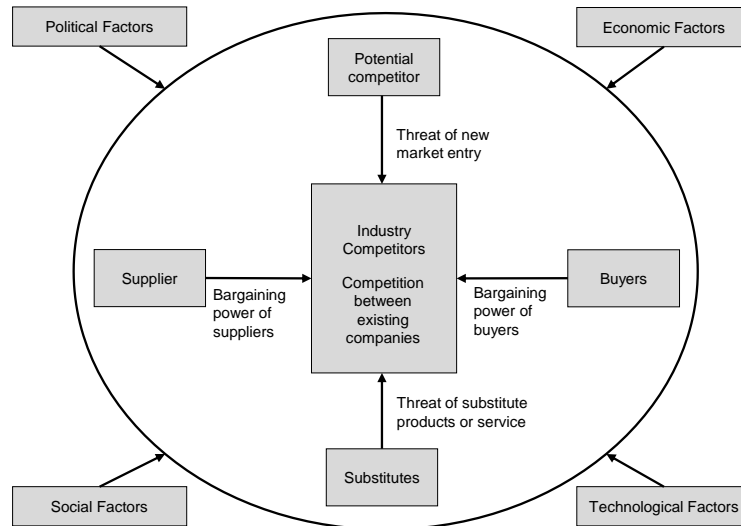 Political Factors
Economic Factors
Potential
competitor
Threat of new
market entry
Industry
Competitors
Competition
between
existing
companies
Supplier
Bargaining
power of
suppliers
Buyers
Bargaining
power of
buyers
Threat of substitute
products or service
Substitutes
Social Factors
Technological Factors